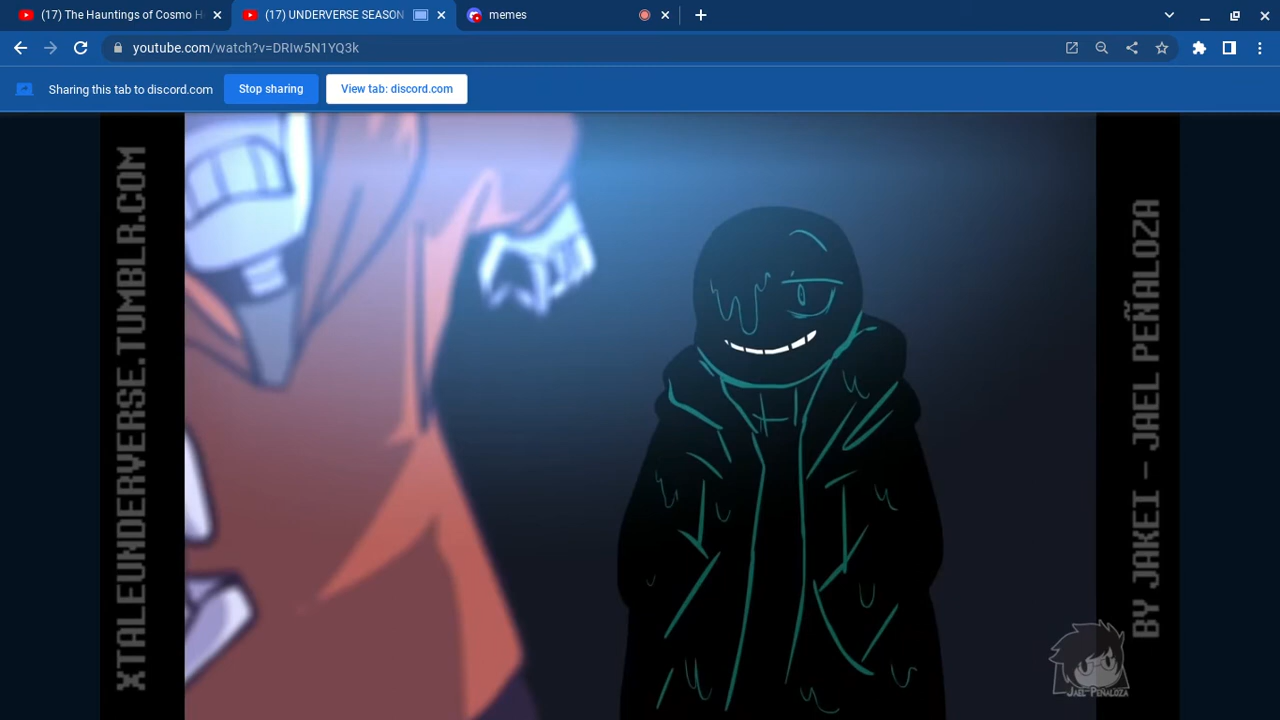 (17) The Hauntings of Cosmo H
(17) UNDERVERSE SEASON
memes
youtube.com/watch?v=DRIw5N1YQ3k
Sharing this tab to discord.com
Stop sharing
View tab: discord.com
XTALEUNDERVERSE.TUMBLR.COM
BY JAKEI - JAEL PEÑALOZA
JAEL PEÑALOZA